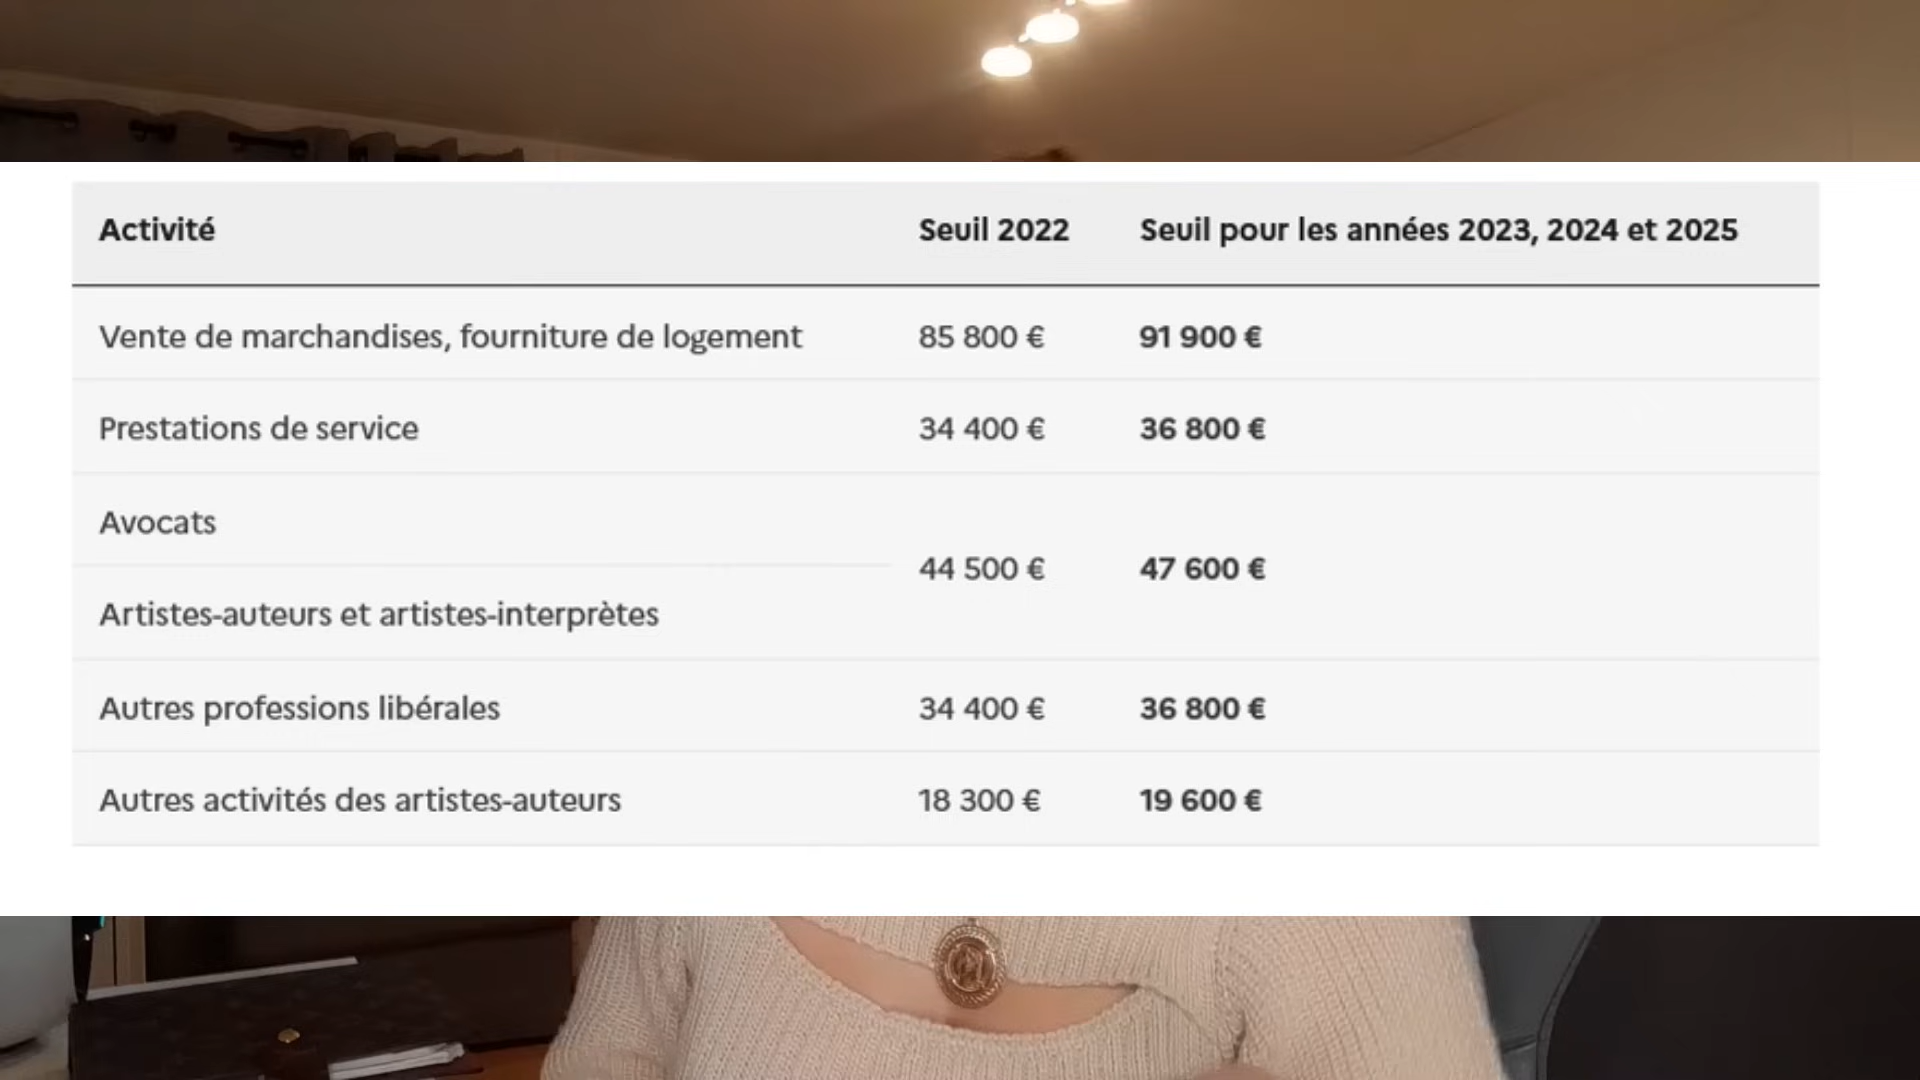 Activité Seuil 2022 Seuil pour les années 2023, 2024 et 2025
Vente de marchandises, fourniture de logement 85 800 € 91 900 €
Prestations de service 34 400 € 36 800 €
Avocats
44 500 € 47 600 €
Artistes-auteurs et artistes-interprètes
Autres professions libérales 34 400 € 36 800 €
Autres activités des artistes-auteurs 18 300 € 19 600 €